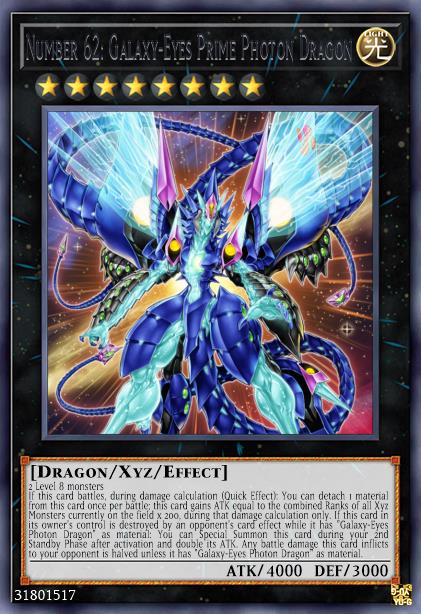 Number 62: Galaxy-Eyes Prime Photon Dragon
LIGHT
光
[Dragon/Xyz/Effect]
2 Level 8 monsters
If this card battles, during damage calculation (Quick Effect): You can detach 1 material
from this card once per battle; this card gains ATK equal to the combined Ranks of all Xyz
Monsters currently on the field x 200, during that damage calculation only. If this card in
its owner's control is destroyed by an opponent's card effect while it has "Galaxy-Eyes
Photon Dragon" as material: You can Special Summon this card during your 2nd
Standby Phase after activation and double its ATK. Any battle damage this card inflicts
to your opponent is halved unless it has "Galaxy-Eyes Photon Dragon" as material.
ATK/4000 DEF/3000
31801517